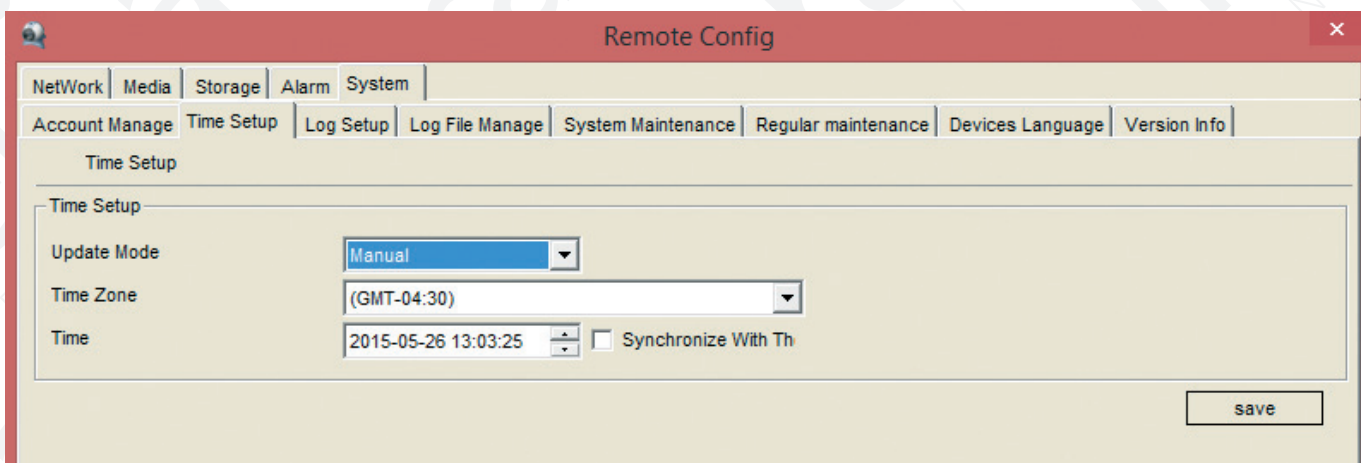 Remote Config
NetWork Media Storage Alarm System
Account Manage Time Setup Log Setup Log File Manage System Maintenance Regular maintenance Devices Language Version Info
Time Setup
Time Setup
Update Mode Manual
Time Zone (GMT-04:30)
Time 2015-05-26 13:03:25 Synchronize With Th
save